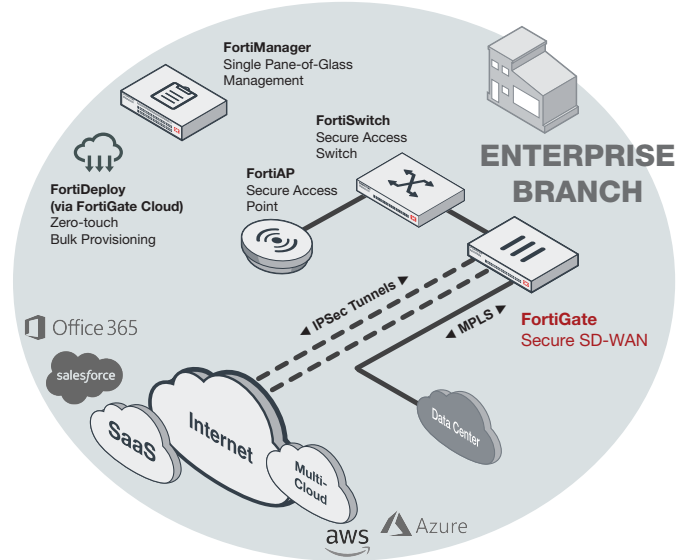 FortiManager
Single Pane-of-Glass
Management
FortiSwitch
Secure Access
Switch
ENTERPRISE
BRANCH
FortiDeploy
(via FortiGate Cloud)
Zero-touch
Bulk Provisioning
FortiAP
Secure Access
Point
IPSec Tunnels
MPLS
FortiGate
Secure SD-WAN
Office 365
salesforce
SaaS
Internet
Multi-
Cloud
Data Center
aws
Azure